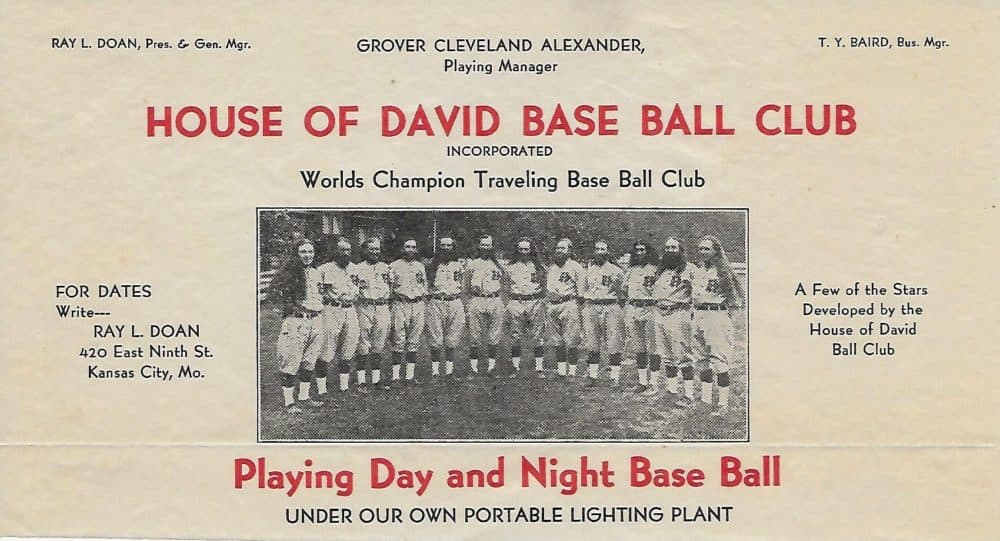 RAY L. DOAN, Pres. & Gen. Mgr.
GROVER CLEVELAND ALEXANDER,
Playing Manager
T. Y. BAIRD, Bus. Mgr.
HOUSE OF DAVID BASE BALL CLUB
INCORPORATED
Worlds Champion Traveling Base Ball Club
FOR DATES
Write---
RAY L. DOAN
420 East Ninth St.
Kansas City, Mo.
A Few of the Stars
Developed by the
House of David
Ball Club
Playing Day and Night Base Ball
UNDER OUR OWN PORTABLE LIGHTING PLANT